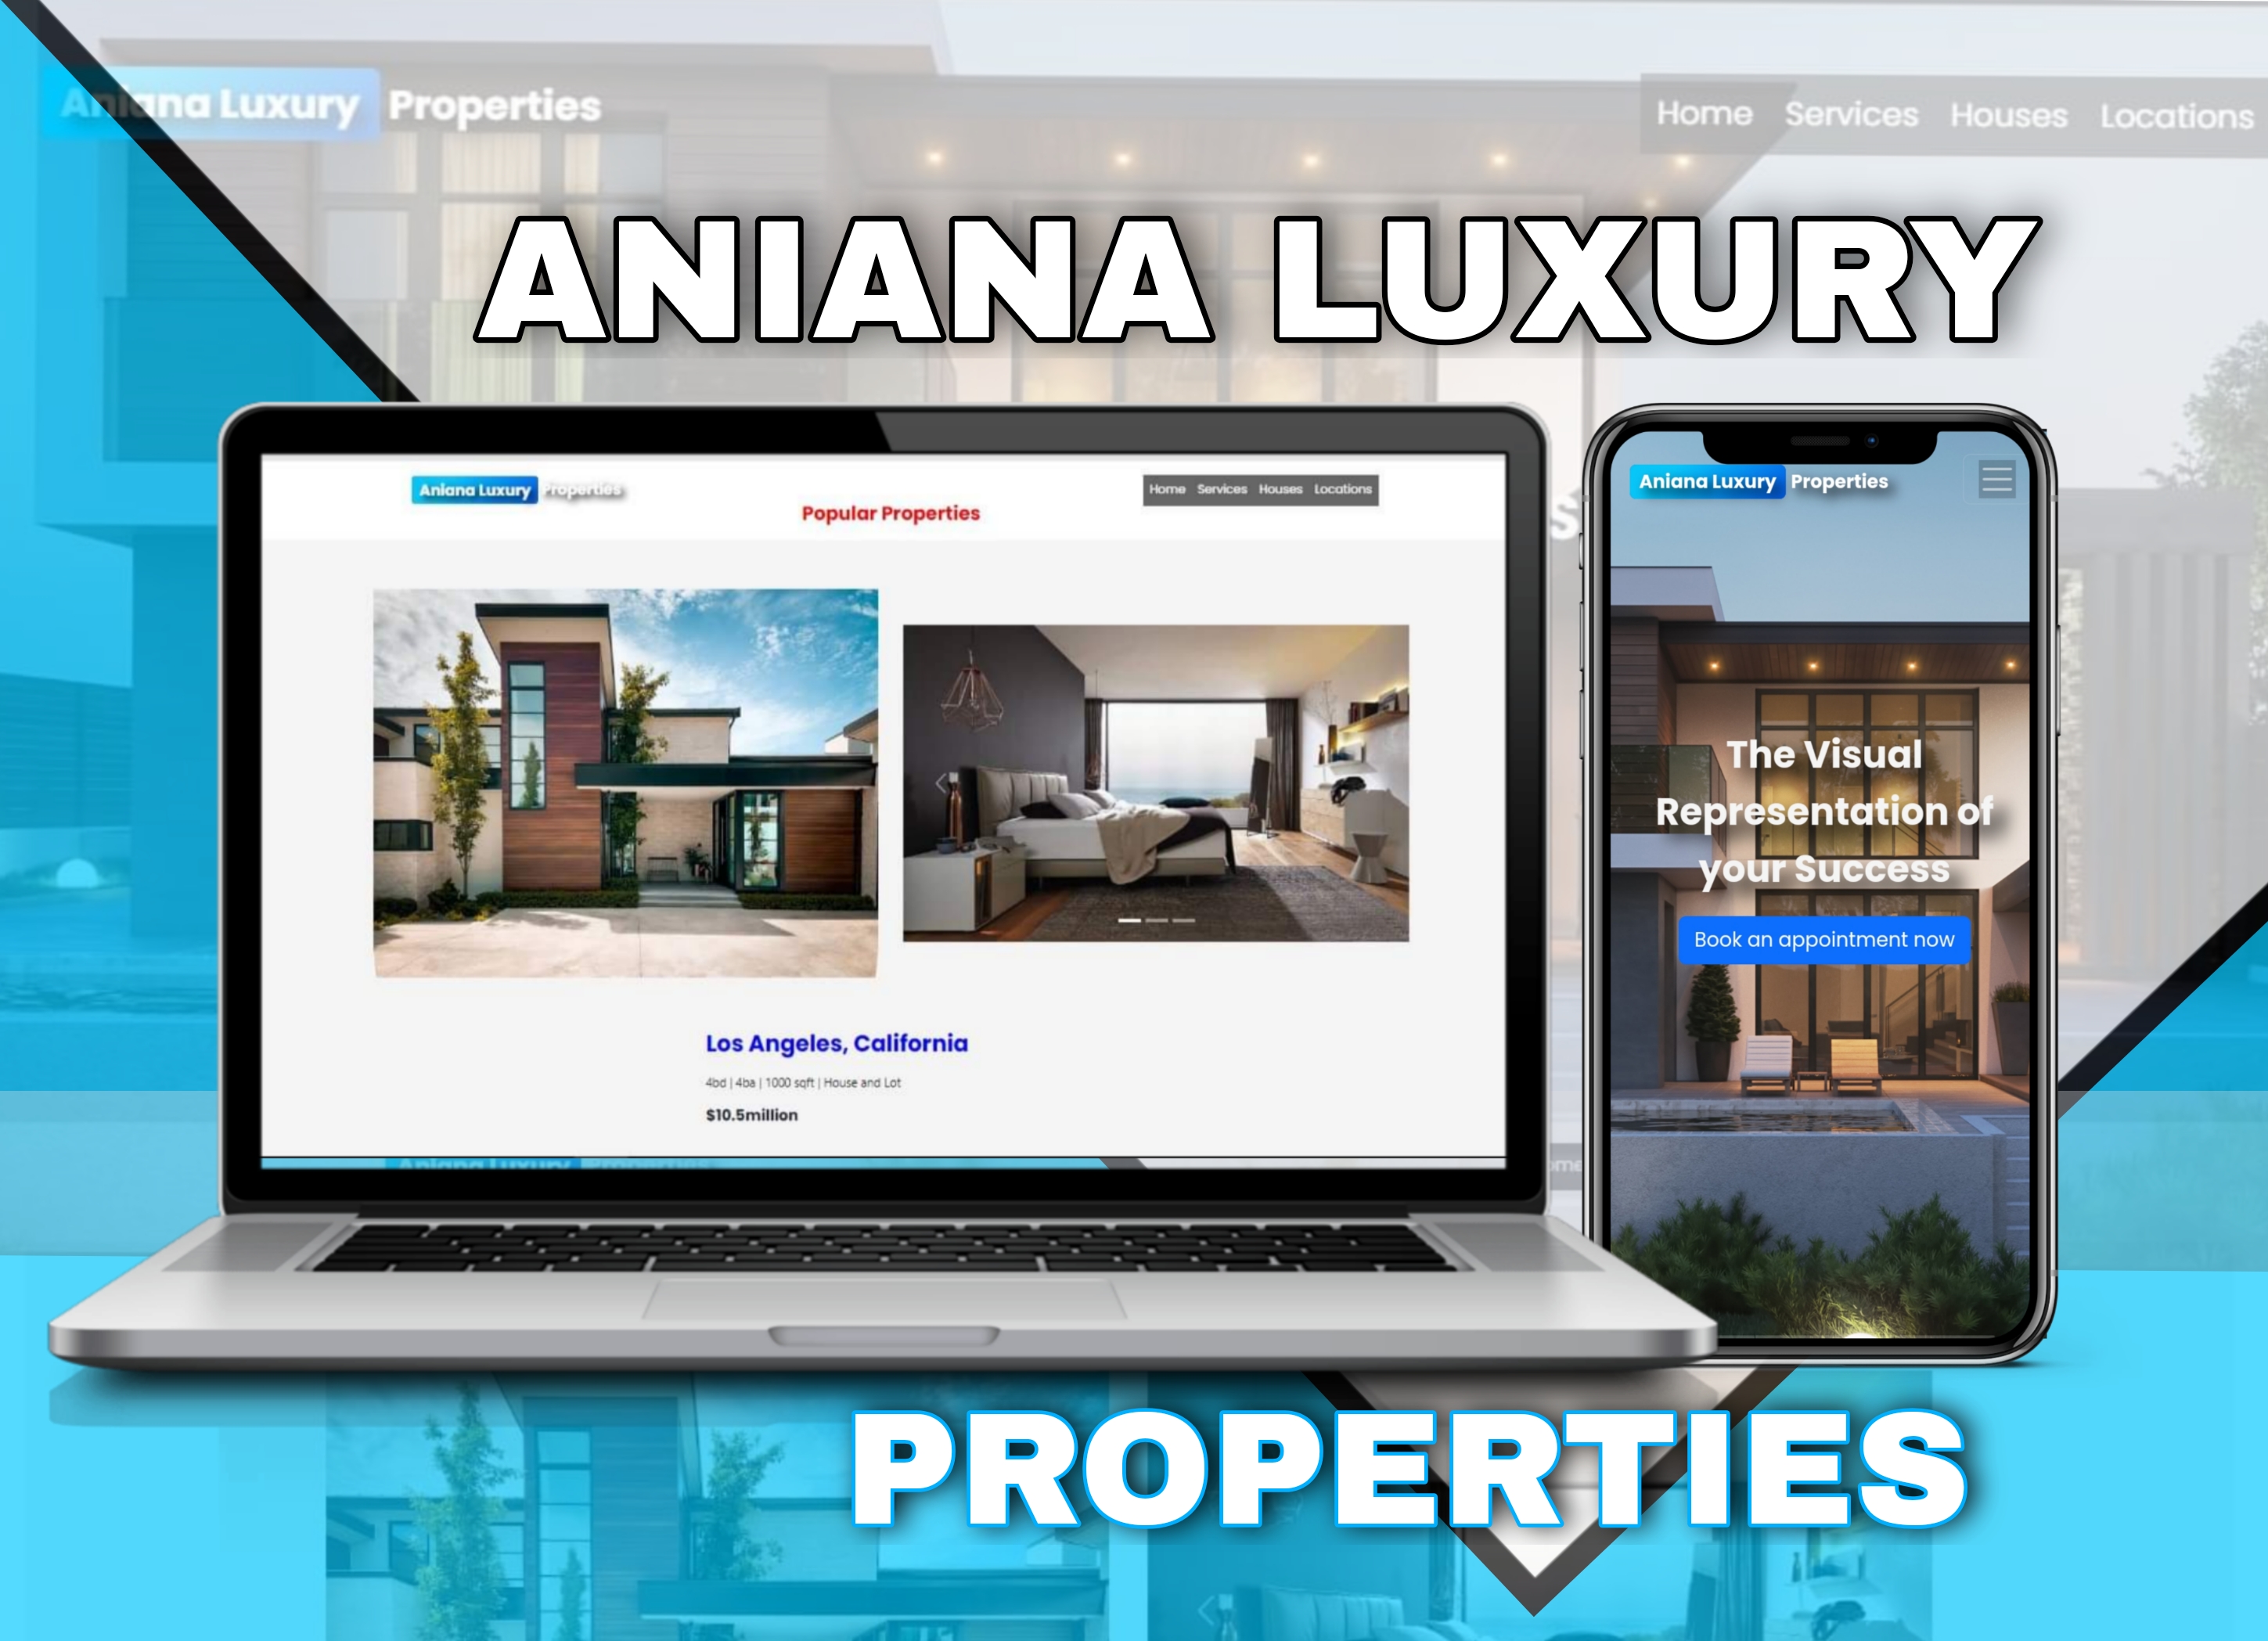 Aniana Luxury Properties
Home Services Houses Locations
ANIANA LUXURY
Aniana Luxury Properties
Home Services Houses Locations
Popular Properties
Los Angeles, California
4bd | 4ba | 1000 sqft | House and Lot
$10.5million
Aniana Luxury Properties
The Visual
Representation of
your Success
Book an appointment now
PROPERTIES